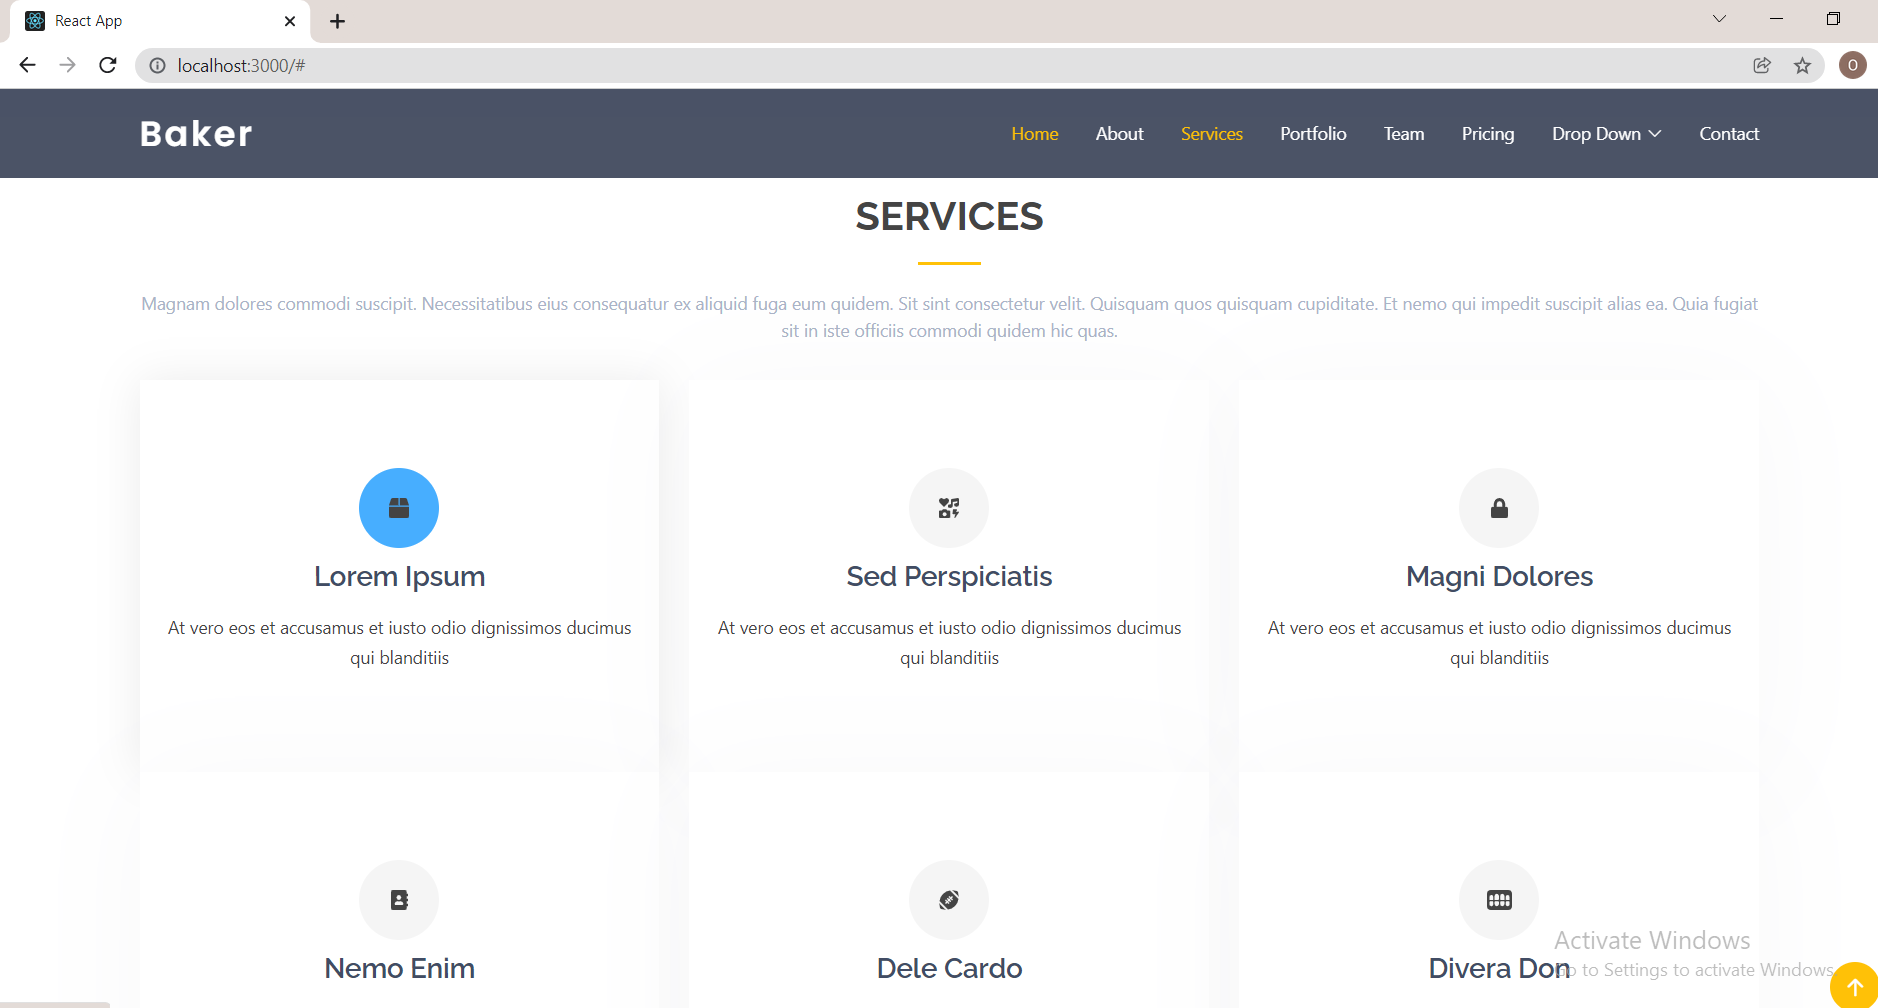 React App
localhost:3000/#
O
Baker
Home About Services Portfolio Team Pricing Drop Down Contact
SERVICES
Magnam dolores commodi suscipit. Necessitatibus eius consequatur ex aliquid fuga eum quidem. Sit sint consectetur velit. Quisquam quos quisquam cupiditate. Et nemo qui impedit suscipit alias ea. Quia fugiat
sit in iste officiis commodi quidem hic quas.
Lorem Ipsum
At vero eos et accusamus et iusto odio dignissimos ducimus
qui blanditiis
Sed Perspiciatis
At vero eos et accusamus et iusto odio dignissimos ducimus
qui blanditiis
Magni Dolores
At vero eos et accusamus et iusto odio dignissimos ducimus
qui blanditiis
Nemo Enim
Dele Cardo
Divera Don
Activate Windows
Go to Settings to activate Windows.